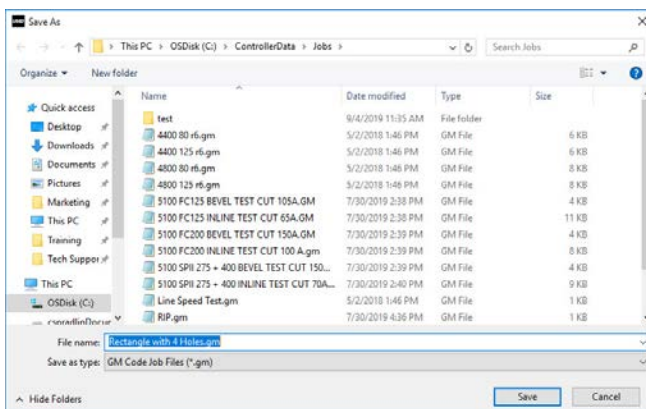 Save As
This PC > OSDisk (C:) > ControllerData > Jobs >
Search Jobs
Organize
New folder
Name Date modified Type Size
Quick access
Desktop
Downloads
Documents
Pictures
Marketing
This PC
Training
Tech Suppor
This PC
OSDisk (C:)
test 9/4/2019 11:35 AM File folder
4400 80 r6.gm 5/2/2018 1:46 PM GM File 6 KB
4400 125 r6.gm 5/2/2018 1:46 PM GM File 6 KB
4800 80 r6.gm 5/2/2018 1:46 PM GM File 8 KB
4800 125 r6.gm 5/2/2018 1:46 PM GM File 8 KB
5100 FC125 BEVEL TEST CUT 105A.GM 7/30/2019 2:38 PM GM File 4 KB
5100 FC125 INLINE TEST CUT 65A.GM 7/30/2019 2:38 PM GM File 11 KB
5100 FC200 BEVEL TEST CUT 150A.GM 7/30/2019 2:39 PM GM File 4 KB
5100 FC200 INLINE TEST CUT 100 A.gm 7/30/2019 2:39 PM GM File 8 KB
5100 SPII 275 + 400 BEVEL TEST CUT 150... 7/30/2019 2:39 PM GM File 4 KB
5100 SPII 275 + 400 INLINE TEST CUT 70A... 7/30/2019 2:40 PM GM File 9 KB
Line Speed Test.gm 5/2/2018 1:46 PM GM File 1 KB
RIP.gm 7/30/2019 4:36 PM GM File 1 KB
File name: Rectangle with 4 Holes.gm
Save as type: GM Code Job Files (*.gm)
Hide Folders
Save
Cancel